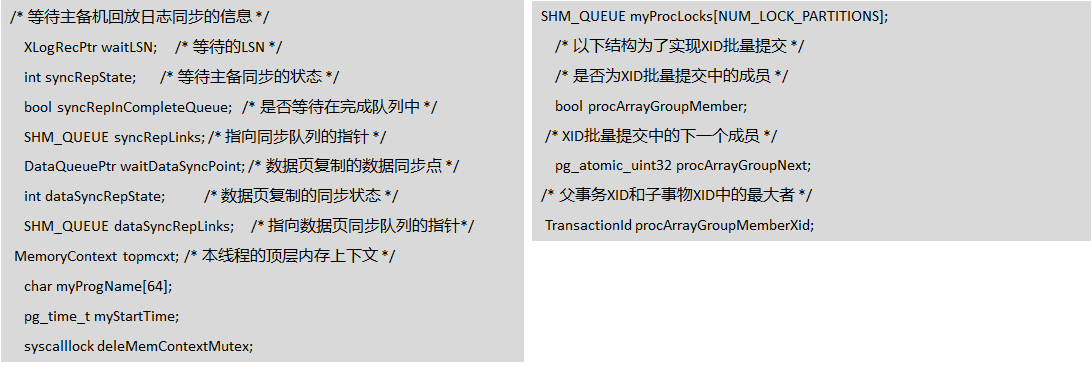 /* 等待主备机回放日志同步的信息 */
XLogRecPtr waitLSN; /* 等待的LSN */
int syncRepState; /* 等待主备同步的状态 */
bool syncRepInCompleteQueue; /* 是否等待在完成队列中 */
SHM_QUEUE syncRepLinks; /* 指向同步队列的指针 */
DataQueuePtr waitDataSyncPoint; /* 数据页复制的数据同步点 */
int dataSyncRepState; /* 数据页复制的同步状态 */
SHM_QUEUE dataSyncRepLinks; /* 指向数据页同步队列的指针*/
MemoryContext topmcxt; /* 本线程的顶层内存上下文 */
char myProgName[64];
pg_time_t myStartTime;
syscalllock deleMemContextMutex;
SHM_QUEUE myProcLocks[NUM_LOCK_PARTITIONS];
/* 以下结构为了实现XID批量提交 */
/* 是否为XID批量提交中的成员 */
bool procArrayGroupMember;
/* XID批量提交中的下一个成员 */
pg_atomic_uint32 procArrayGroupNext;
/* 父事务XID和子事物XID中的最大者 */
TransactionId procArrayGroupMemberXid;